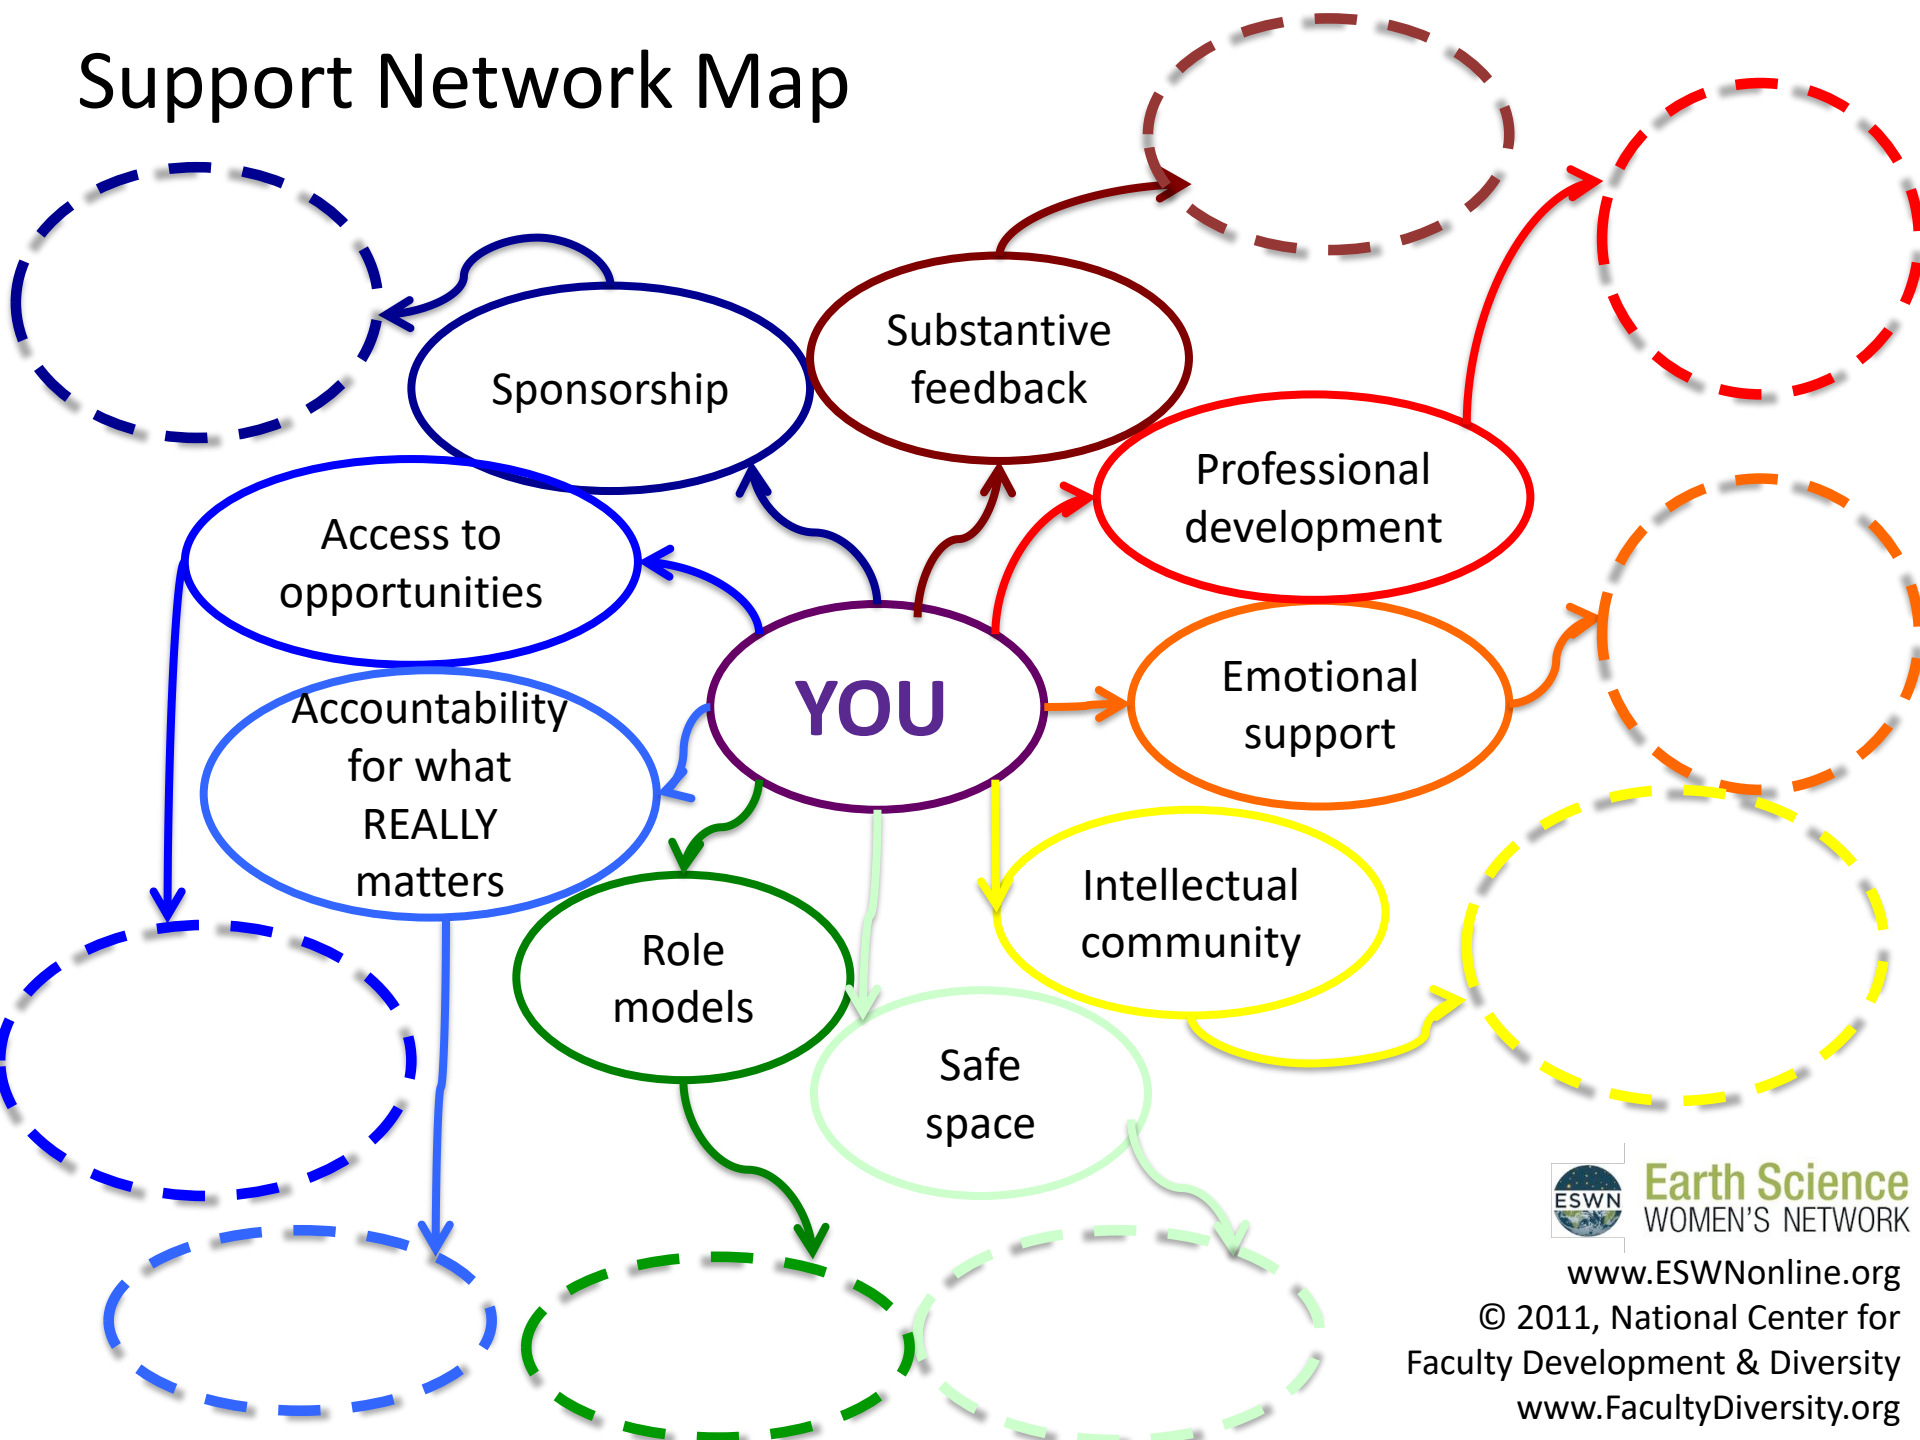 Support Network Map
Substantive
feedback
Sponsorship
Professional
development
Access to
opportunities
Emotional
support
YOU
Accountability
for what
REALLY
matters
Intellectual
community
Role
models
Safe
space
ESWN
Earth Science
WOMEN'S NETWORK
www.ESWNonline.org
© 2011, National Center for
Faculty Development & Diversity
www.FacultyDiversity.org